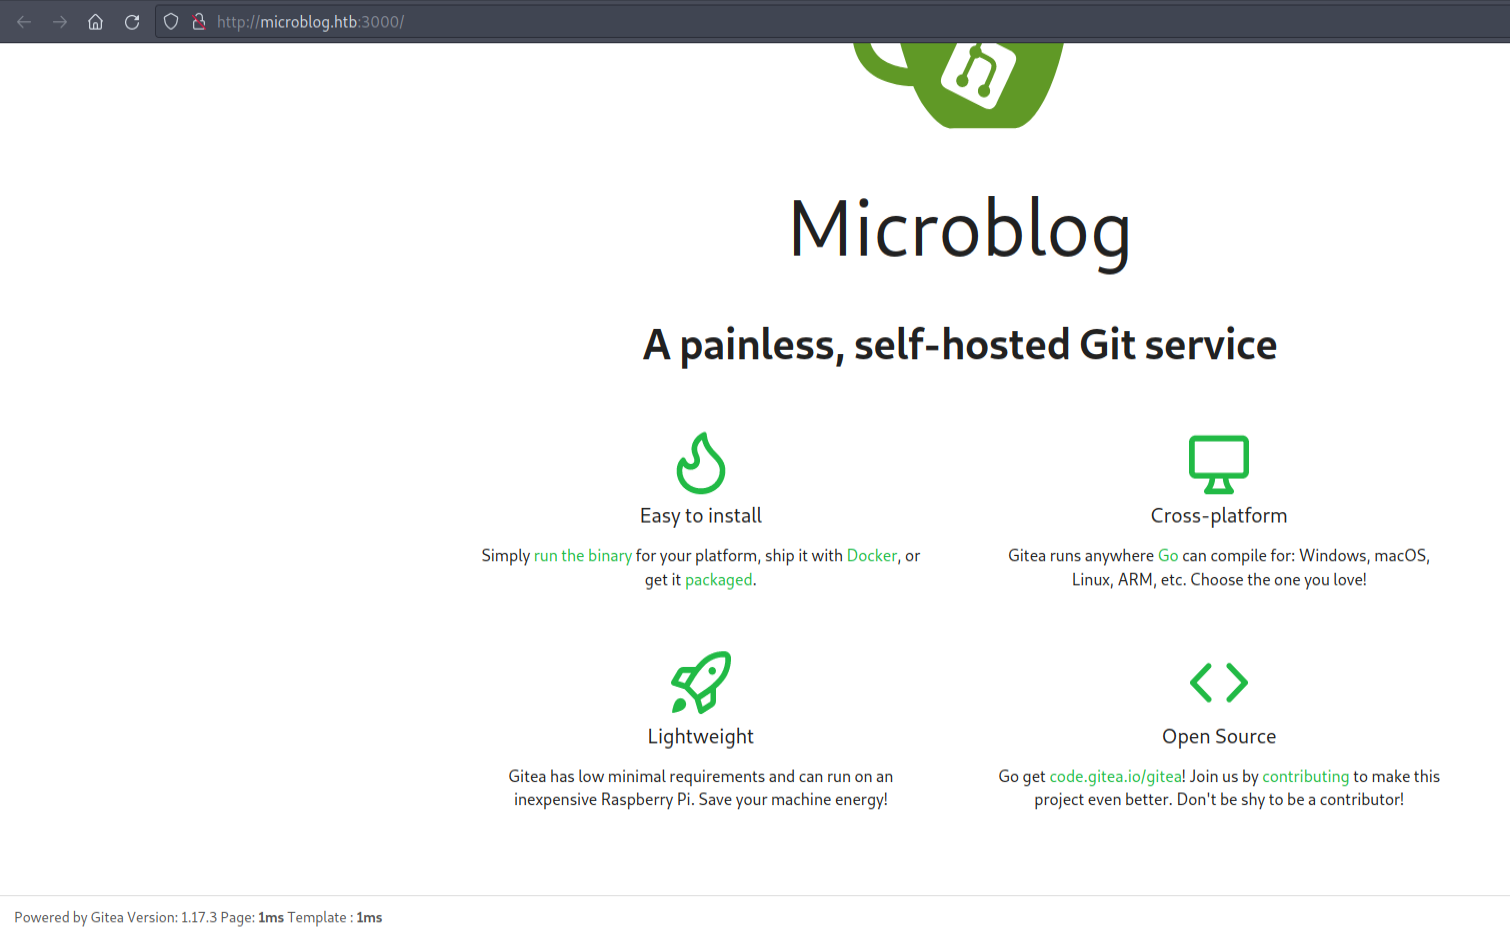 http://microblog.htb:3000/
Microblog
A painless, self-hosted Git service
Easy to install
Simply run the binary for your platform, ship it with Docker, or
get it packaged.
Cross-platform
Gitea runs anywhere Go can compile for: Windows, macOS,
Linux, ARM, etc. Choose the one you love!
Lightweight
Gitea has low minimal requirements and can run on an
inexpensive Raspberry Pi. Save your machine energy!
Open Source
Go get code.gitea.io/gitea! Join us by contributing to make this
project even better. Don't be shy to be a contributor!
Powered by Gitea Version: 1.17.3 Page: 1ms Template : 1ms